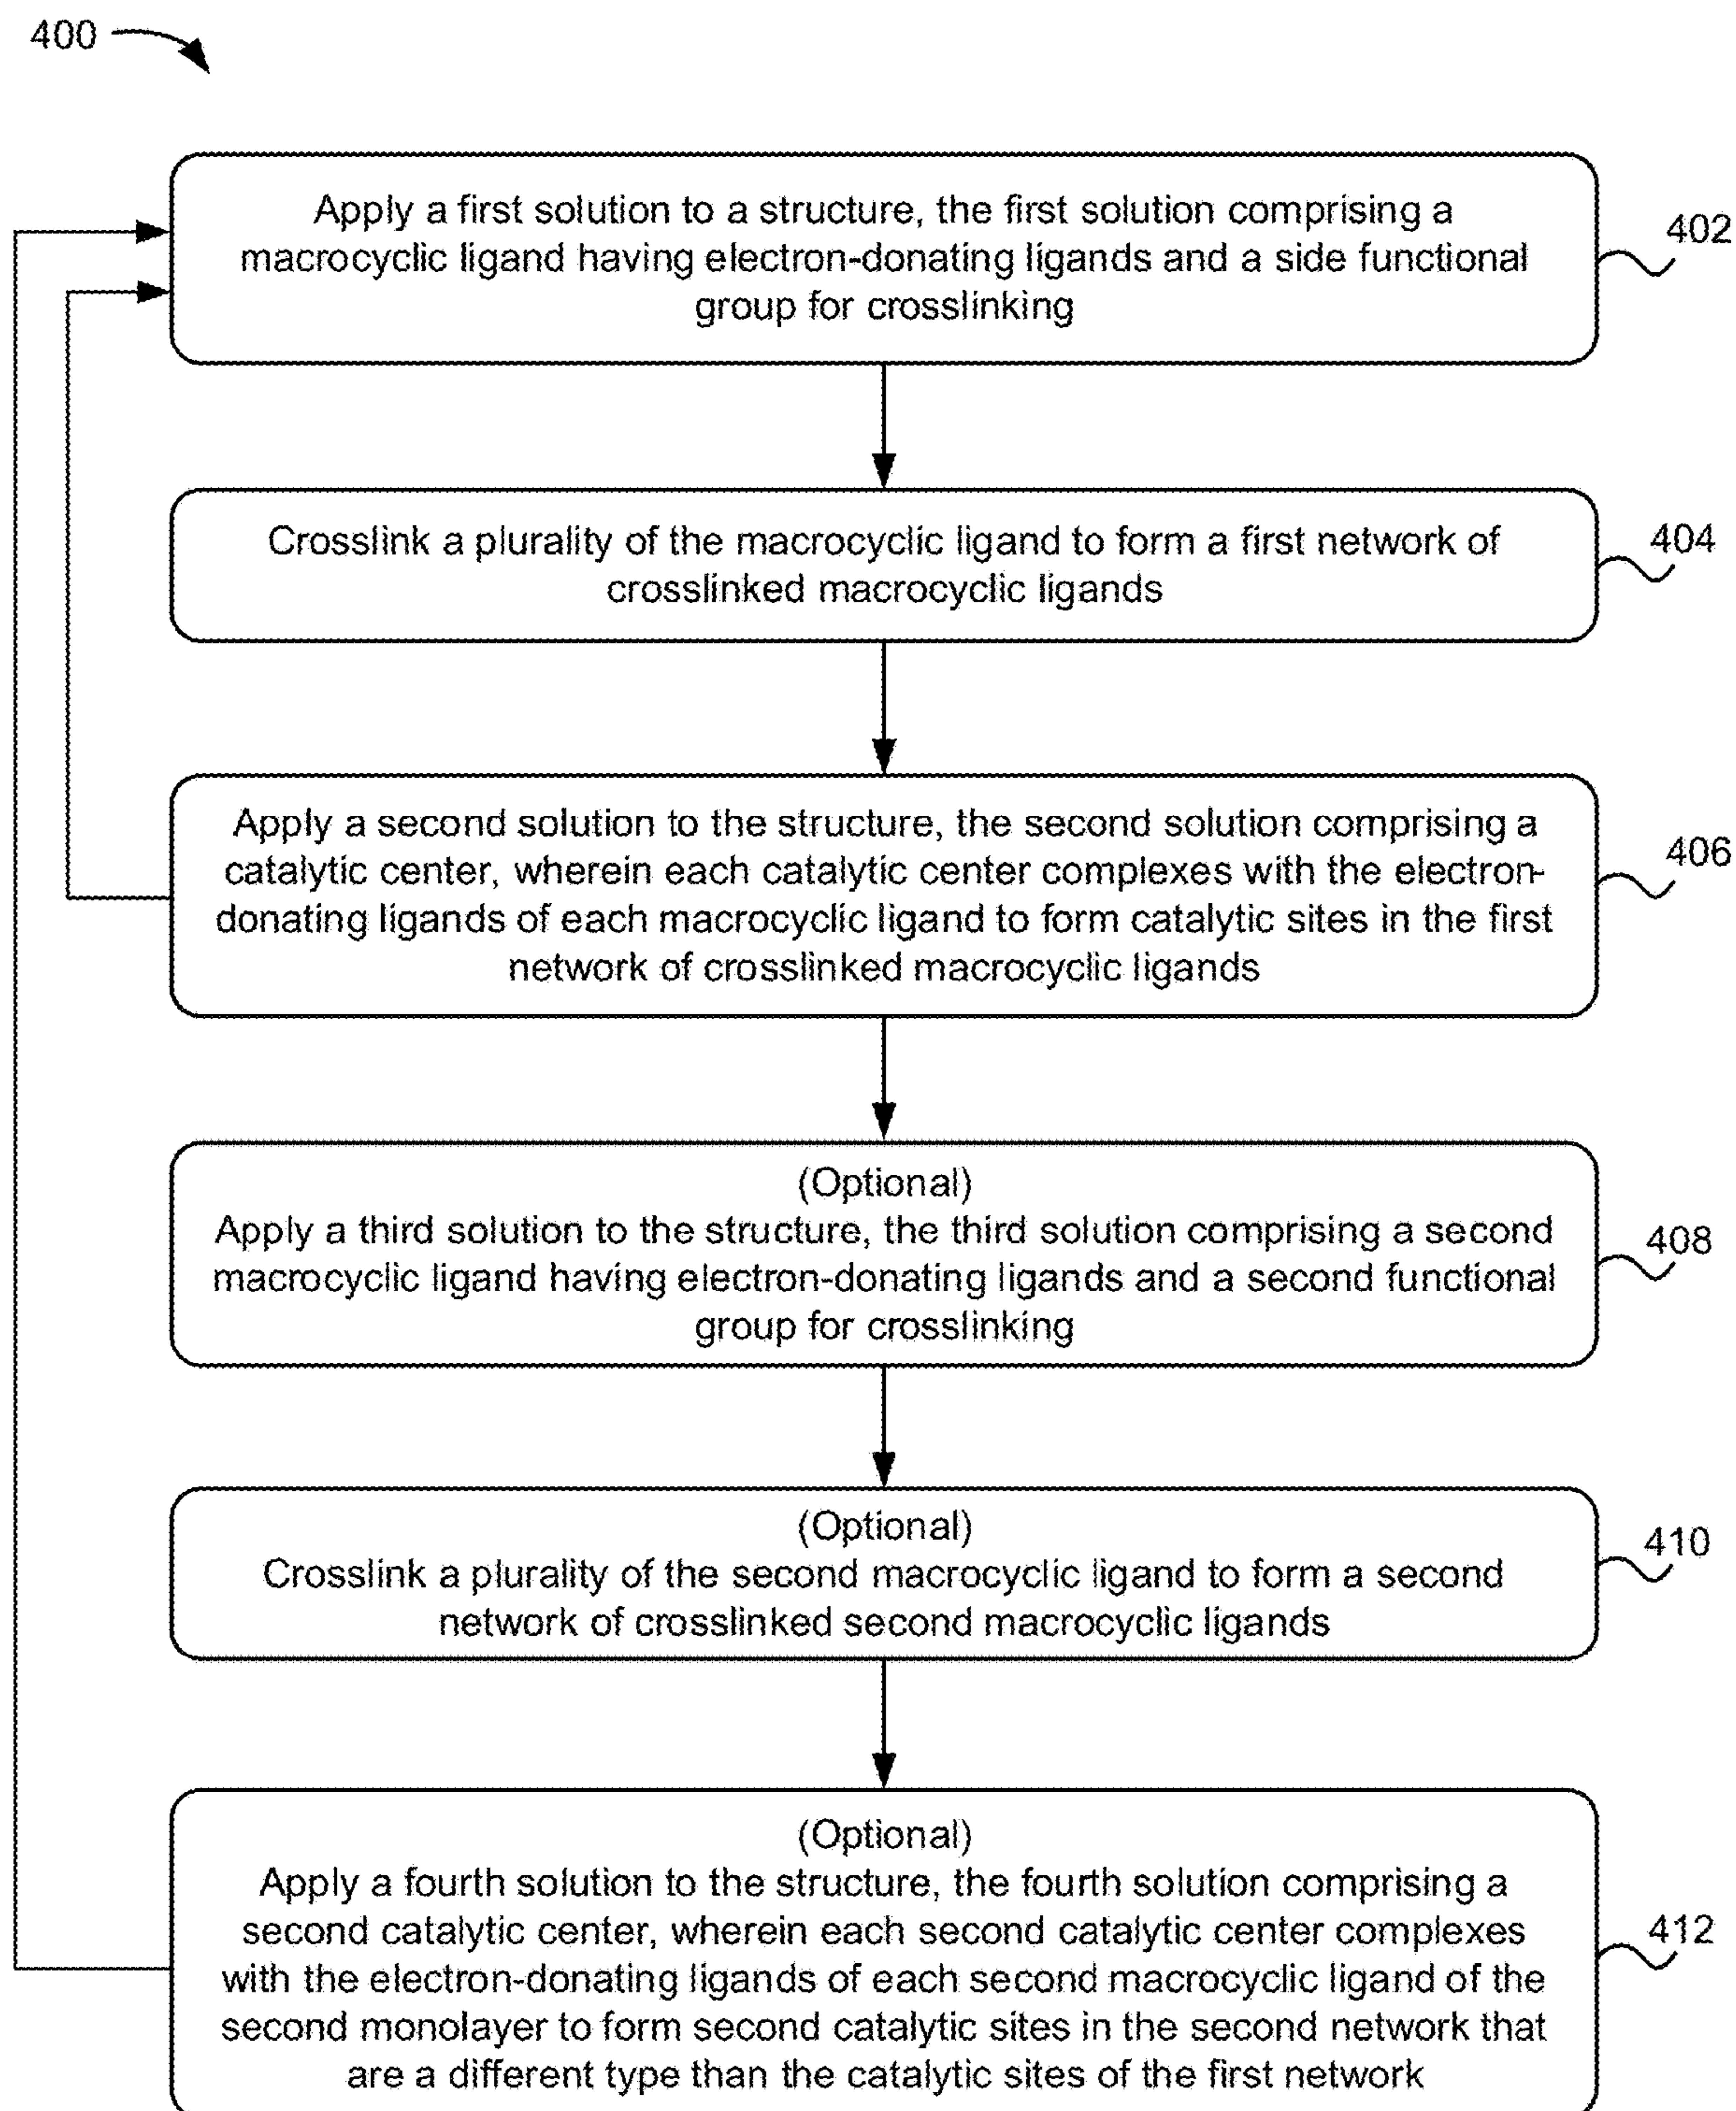 400
Apply a first solution to a structure, the first solution comprising a
macrocyclic ligand having electron-donating ligands and a side functional
group for crosslinking
402
Crosslink a plurality of the macrocyclic ligand to form a first network of
crosslinked macrocyclic ligands
404
Apply a second solution to the structure, the second solution comprising a
catalytic center, wherein each catalytic center complexes with the electron-
donating ligands of each macrocyclic ligand to form catalytic sites in the first
network of crosslinked macrocyclic ligands
406
(Optional)
Apply a third solution to the structure, the third solution comprising a second
macrocyclic ligand having electron-donating ligands and a second functional
group for crosslinking
408
(Optional)
Crosslink a plurality of the second macrocyclic ligand to form a second
network of crosslinked second macrocyclic ligands
410
(Optional)
Apply a fourth solution to the structure, the fourth solution comprising a
second catalytic center, wherein each second catalytic center complexes
with the electron-donating ligands of each second macrocyclic ligand of the
second monolayer to form second catalytic sites in the second network that
are a different type than the catalytic sites of the first network
412